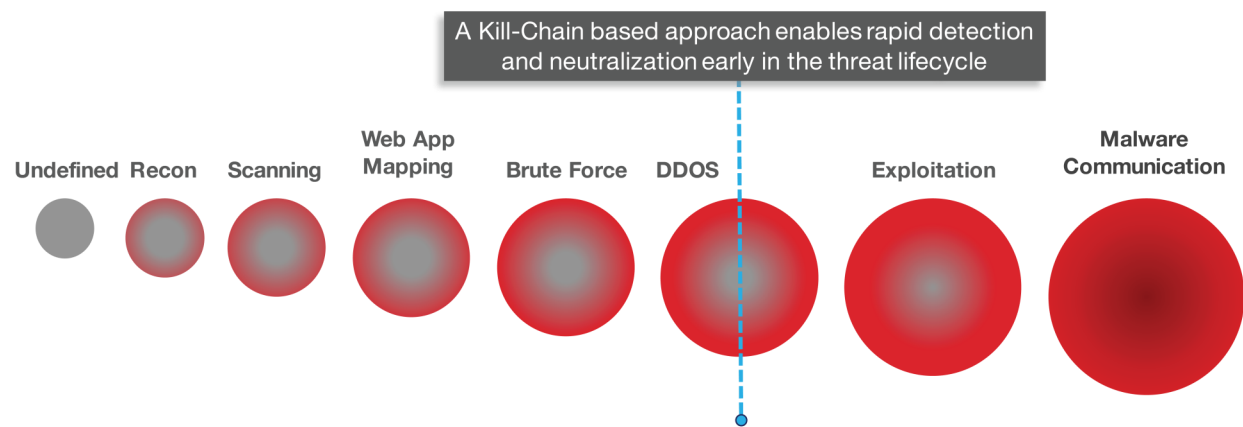 A Kill-Chain based approach enables rapid detection
and neutralization early in the threat lifecycle
Undefined
Recon
Scanning
Web App
Mapping
Brute Force
DDOS
Exploitation
Malware
Communication